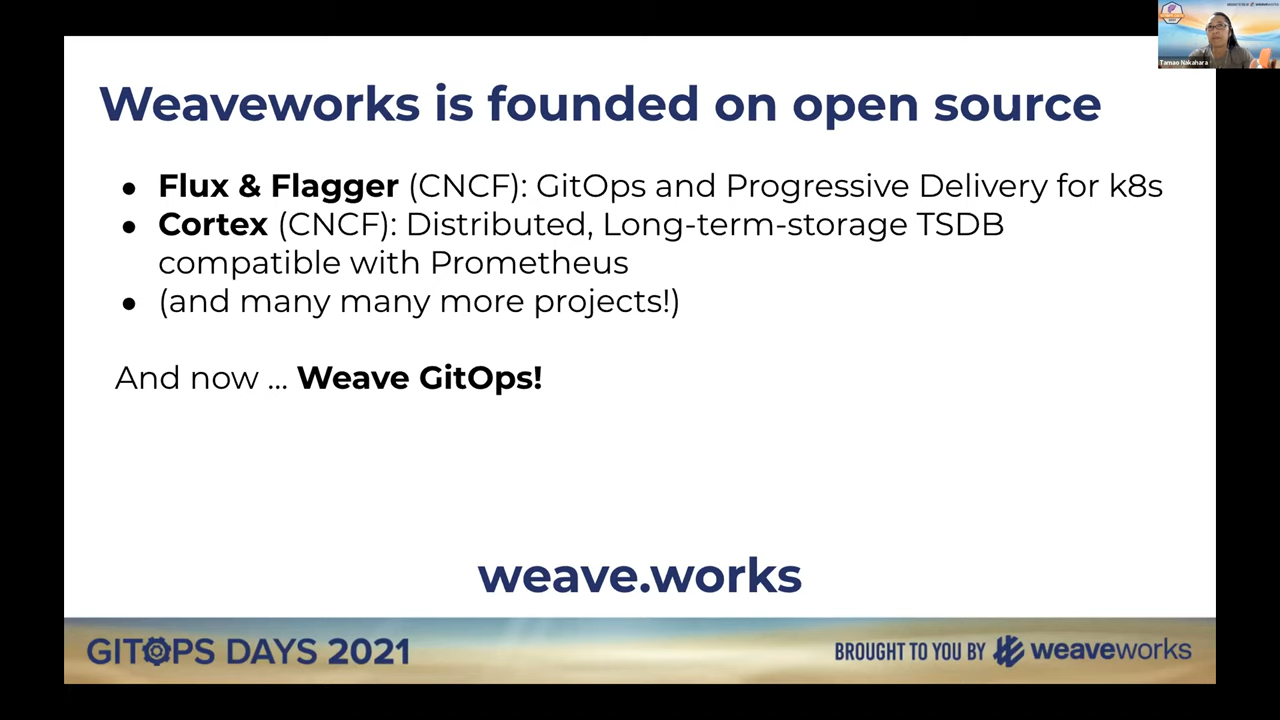 Weaveworks is founded on open source
● Flux & Flagger (CNCF): GitOps and Progressive Delivery for k8s
● Cortex (CNCF): Distributed, Long-term-storage TSDB
compatible with Prometheus
● (and many many more projects!)
And now ... Weave GitOps!
weave.works
GITOPS DAYS 2021
BROUGHT TO YOU BY weaveworks
Tamao Nakahara